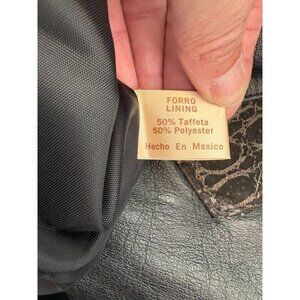 FORRO
LINING
50% Taffeta
50% Polyester
Hecho En Mexico